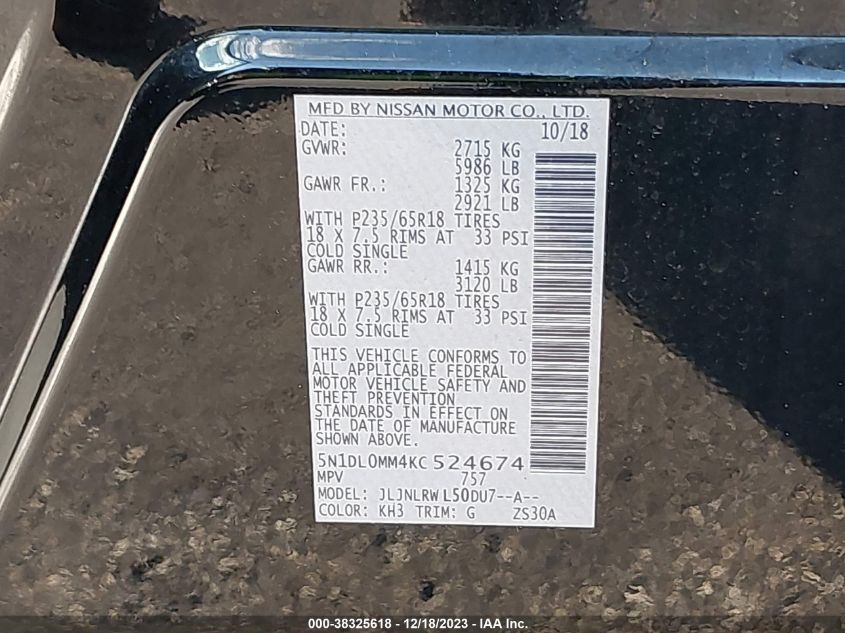 MFD BY NISSAN MOTOR CO., LTD.
DATE: 10/18
GVWR: 2715 KG
5986 LB
GAWR FR.: 1325 KG
2921 LB
WITH P235/65R18 TIRES
18 X 7.5 RIMS AT 33 PSI
COLD SINGLE
GAWR RR.: 1415 KG
3120 LB
WITH P235/65R18 TIRES
18 X 7.5 RIMS AT 33 PSI
COLD SINGLE
THIS VEHICLE CONFORMS TO
ALL APPLICABLE FEDERAL
MOTOR VEHICLE SAFETY AND
THEFT PREVENTION
STANDARDS IN EFFECT ON
THE DATE OF MANUFACTURE
SHOWN ABOVE.
5N1DL0MM4KC 524674
MPV 757
MODEL: JLJNLRW L50DU7--A--
COLOR: KH3 TRIM: G ZS30A
000-38325618 - 12/18/2023 - IAA Inc.